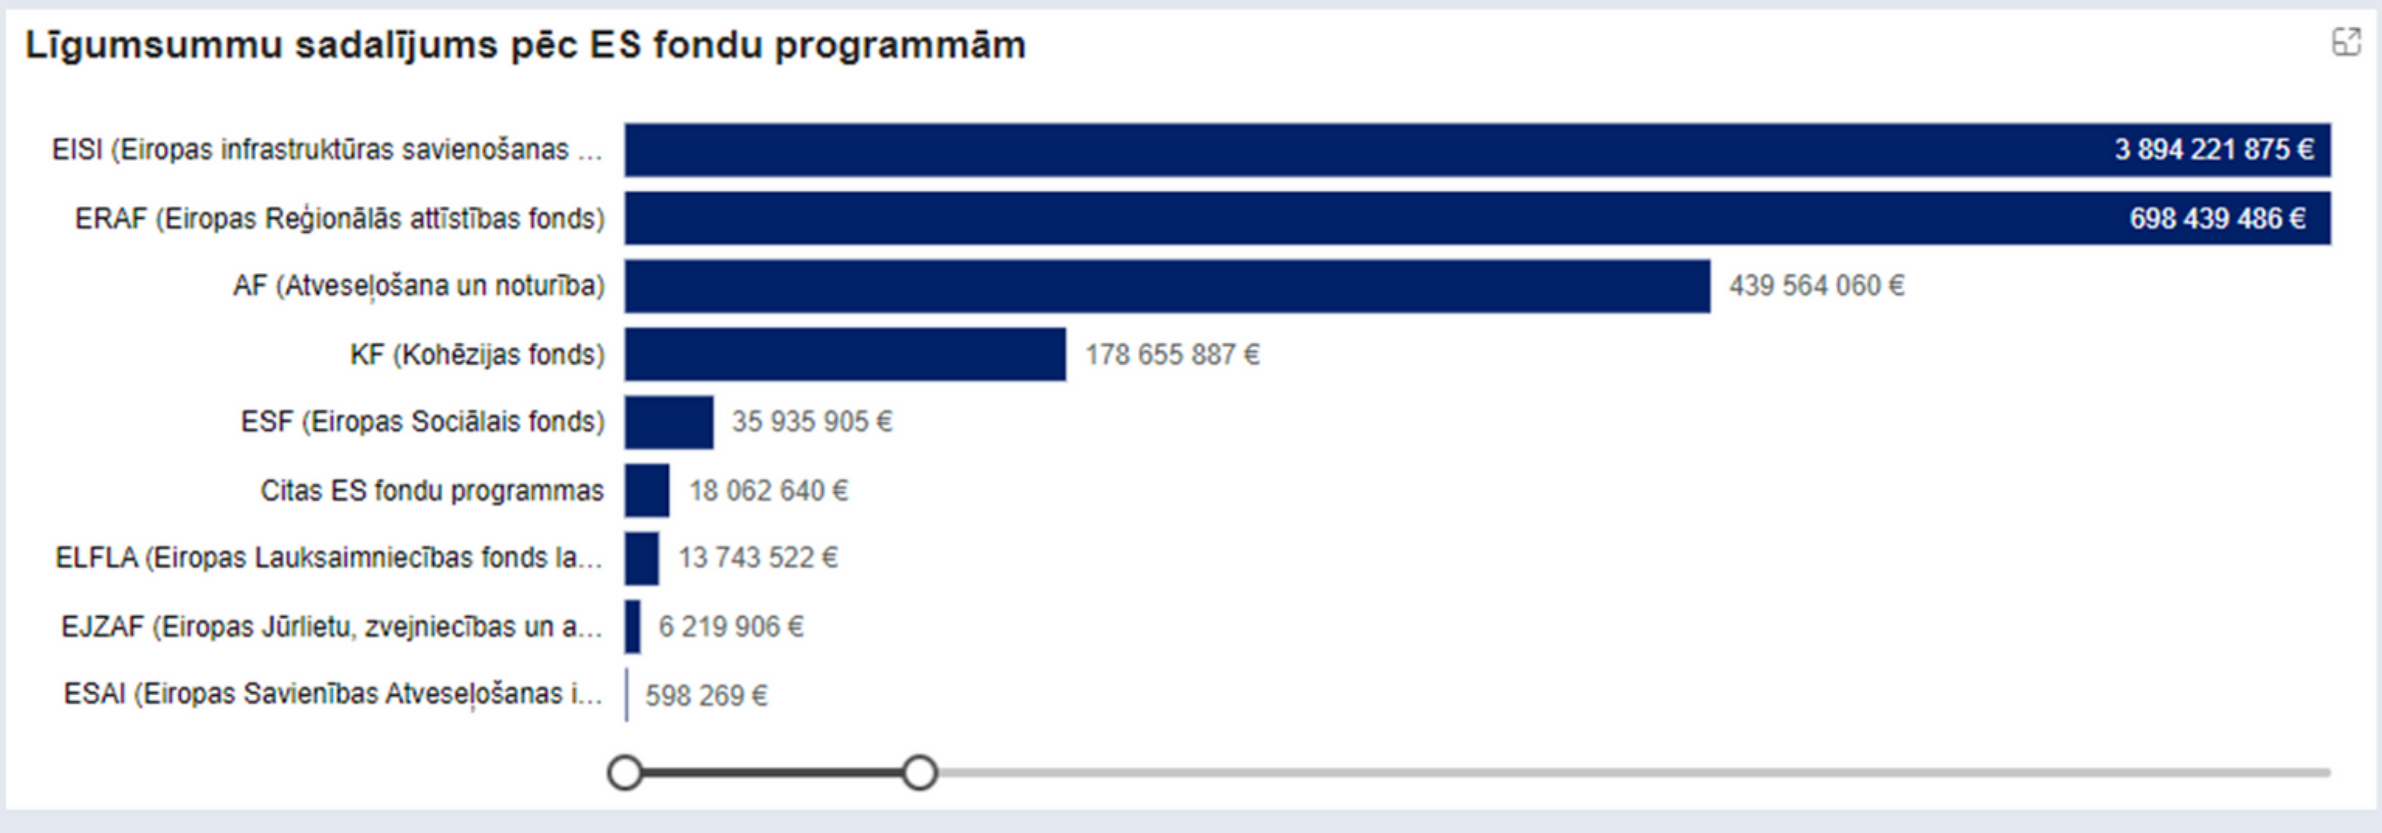 Līgumsummu sadalījums pēc ES fondu programmām
EISI (Eiropas infrastruktūras savienošanas ... 3 894 221 875 €
ERAF (Eiropas Reģionālās attīstības fonds) 698 439 486 €
AF (Atveseļošana un noturība) 439 564 060 €
KF (Kohēzijas fonds) 178 655 887 €
ESF (Eiropas Sociālais fonds) 35 935 905 €
Citas ES fondu programmas 18 062 640 €
ELFLA (Eiropas Lauksaimniecības fonds la... 13 743 522 €
EJZAF (Eiropas Jūrlietu, zvejniecības un a... 6 219 906 €
ESAI (Eiropas Savienības Atveseļošanas i... 598 269 €